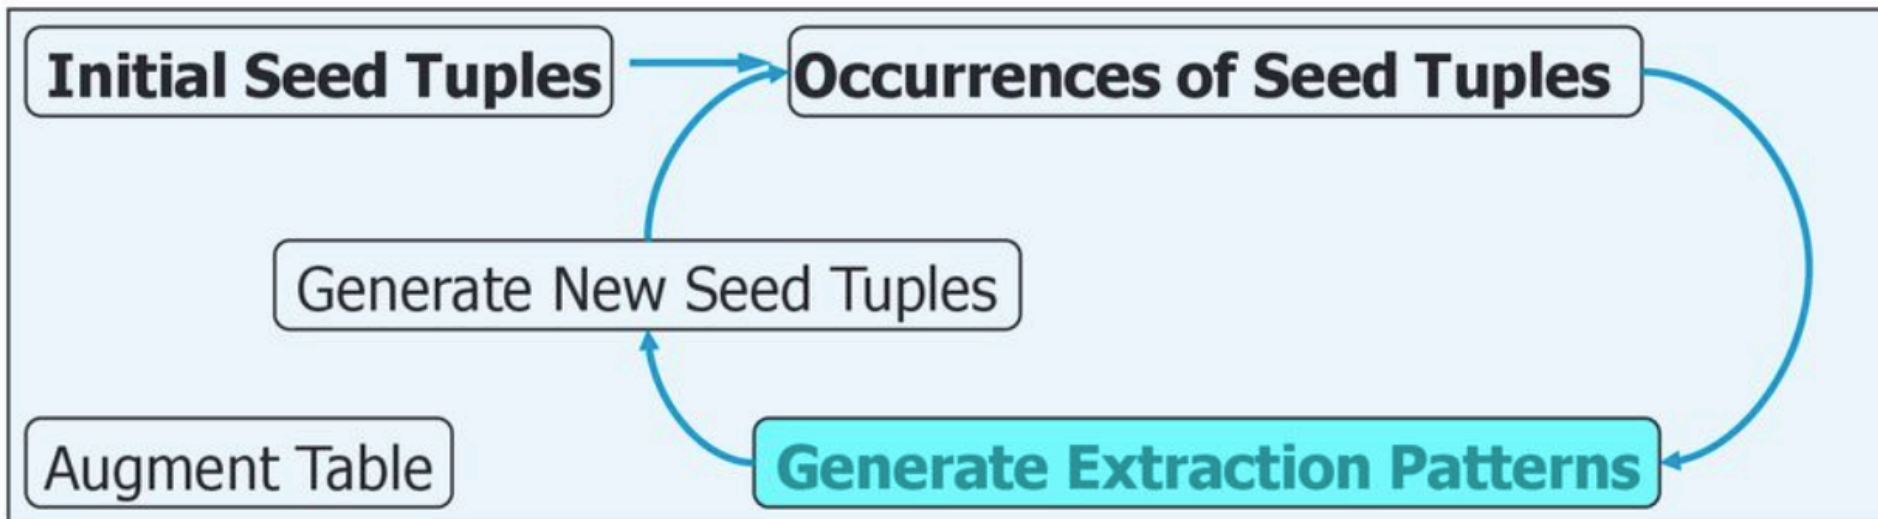 Initial Seed Tuples
Occurrences of Seed Tuples
Generate New Seed Tuples
Augment Table
Generate Extraction Patterns